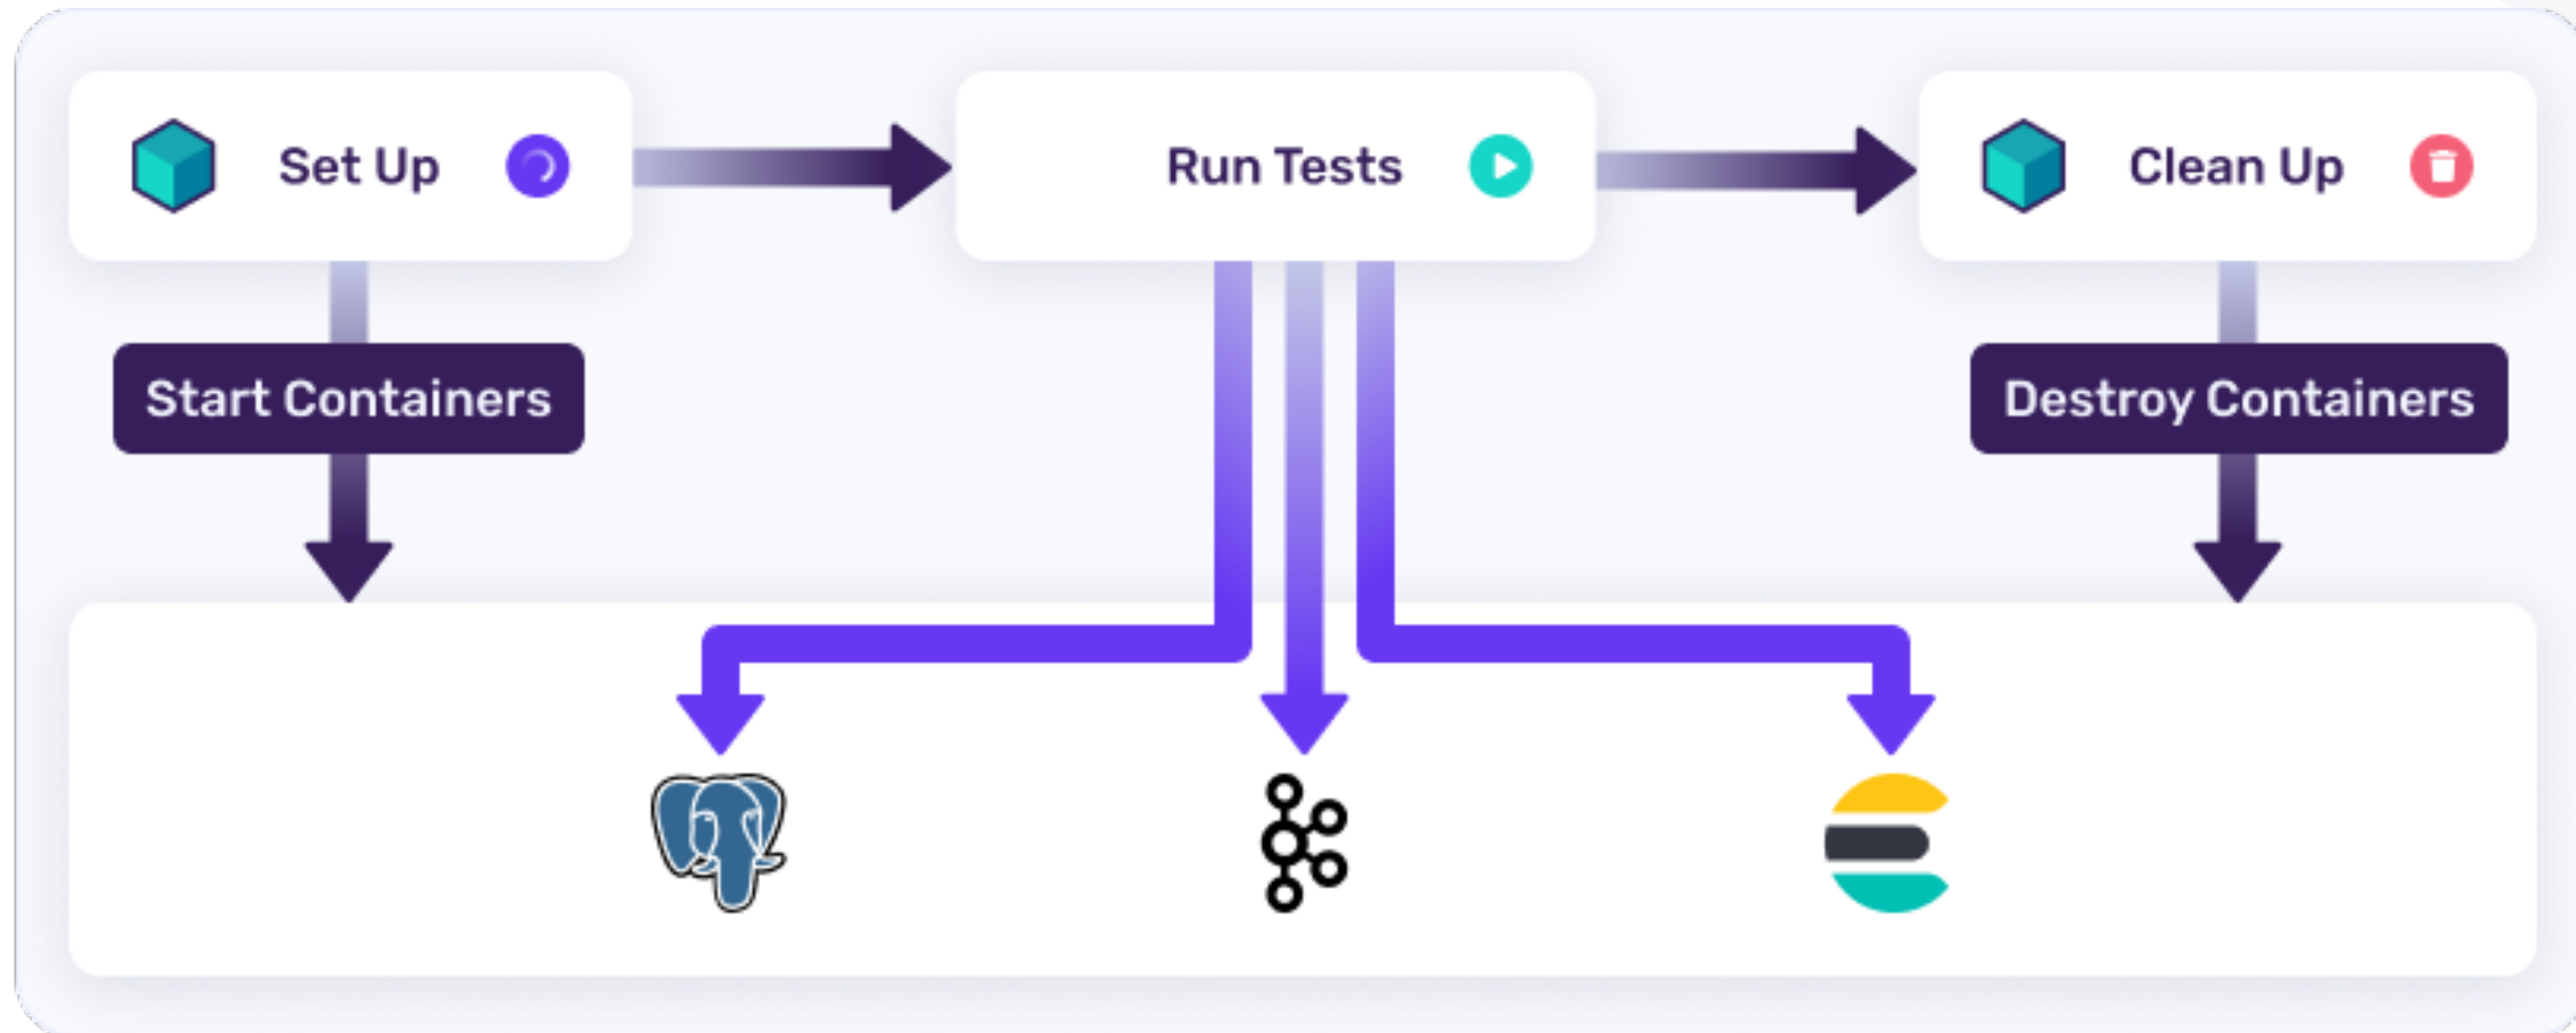 Set Up
Run Tests
Clean Up
Start Containers
Destroy Containers